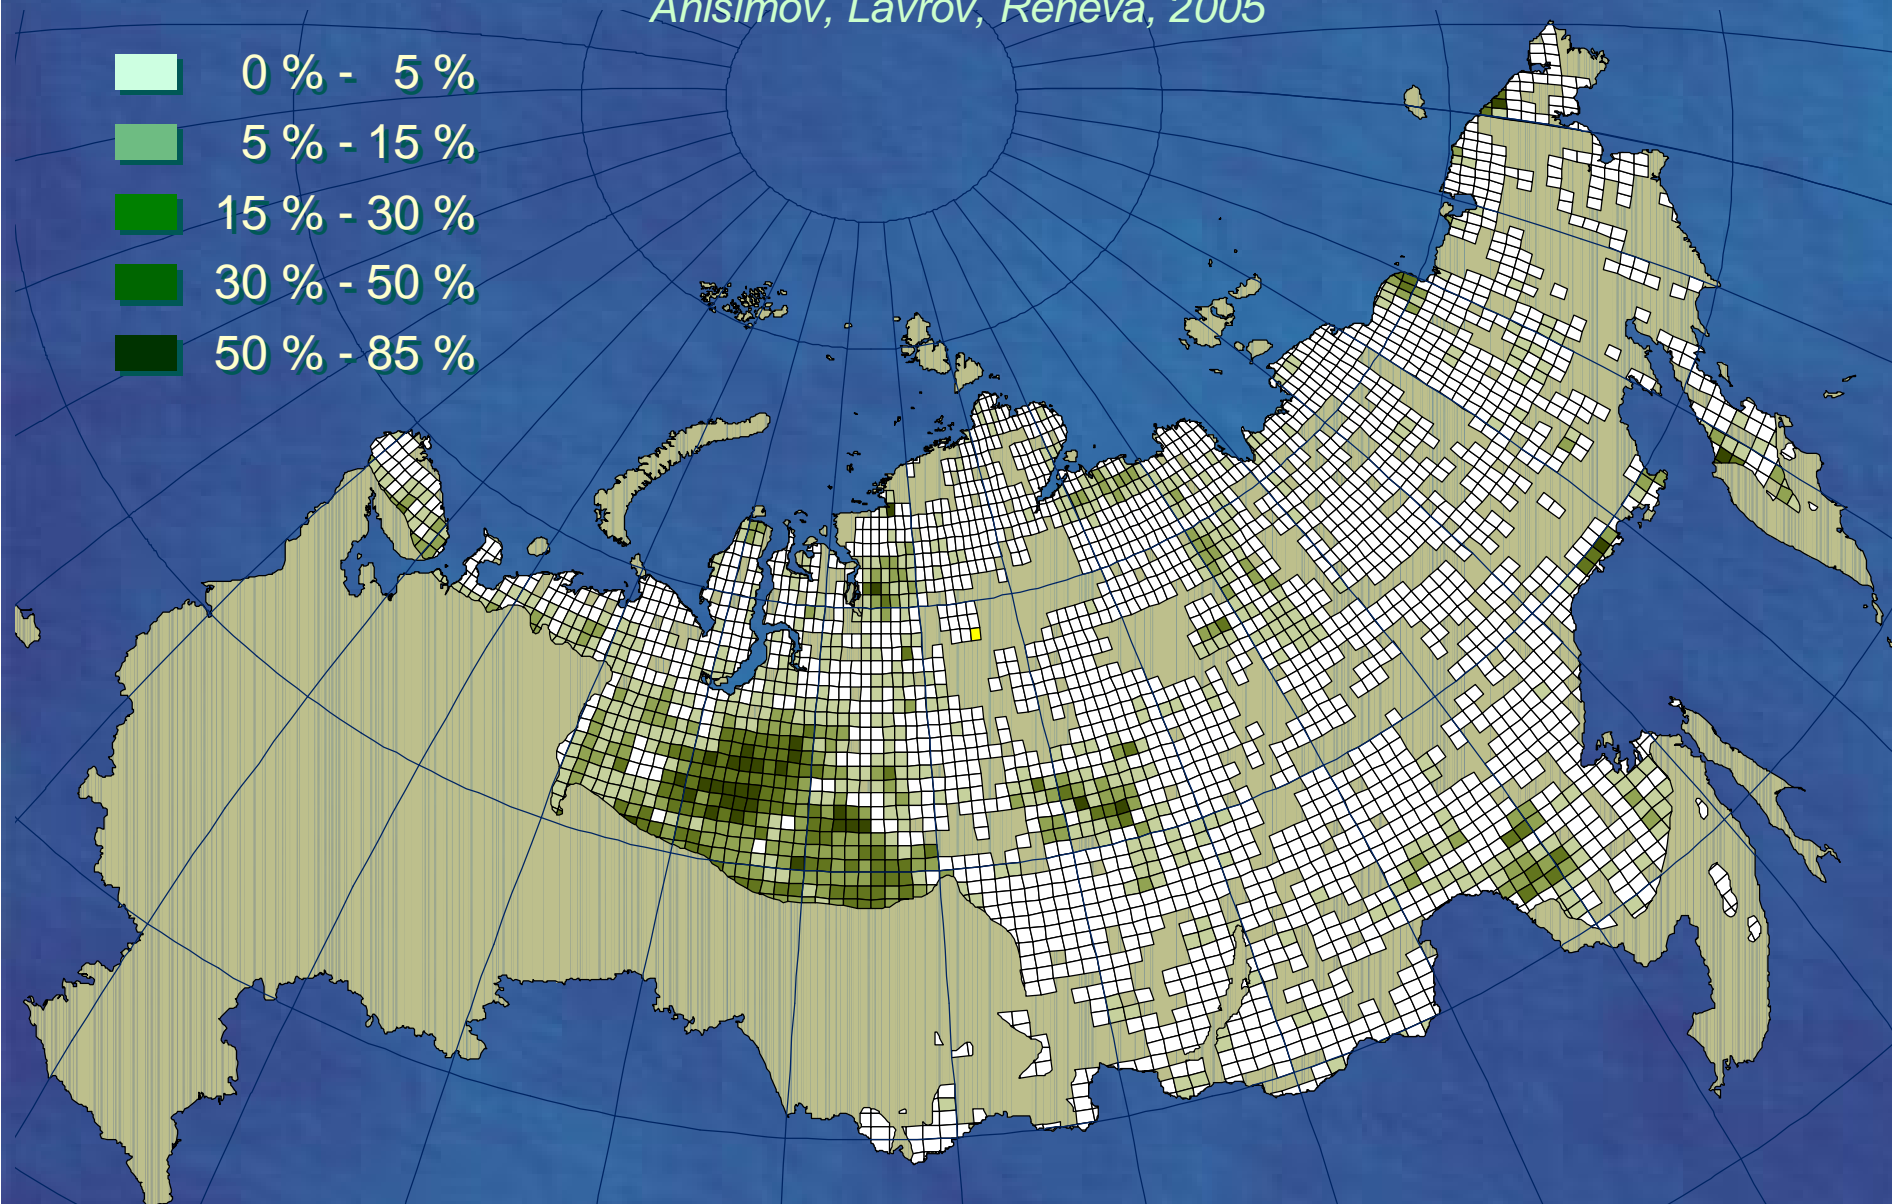 Anisimov, Lavrov, Reneva, 2005
0 % - 5 %
5 % - 15 %
15 % - 30 %
30 % - 50 %
50 % - 85 %